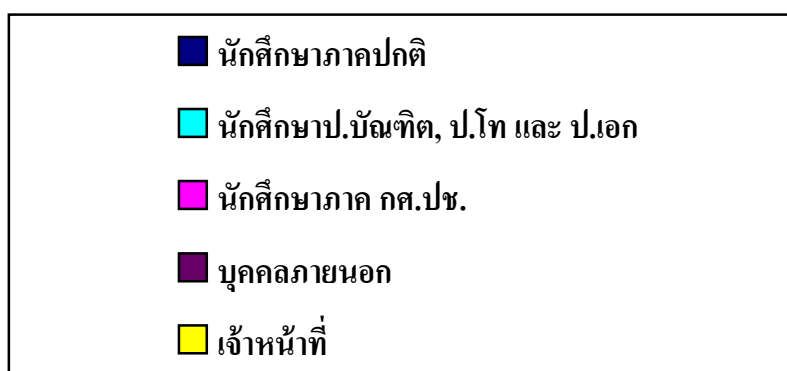 นักศึกษาภาคปกติ
นักศึกษาป.บัณฑิต, ป.โท และ ป.เอก
นักศึกษาภาค กศ.ปช.
บุคคลภายนอก
เจ้าหน้าที่